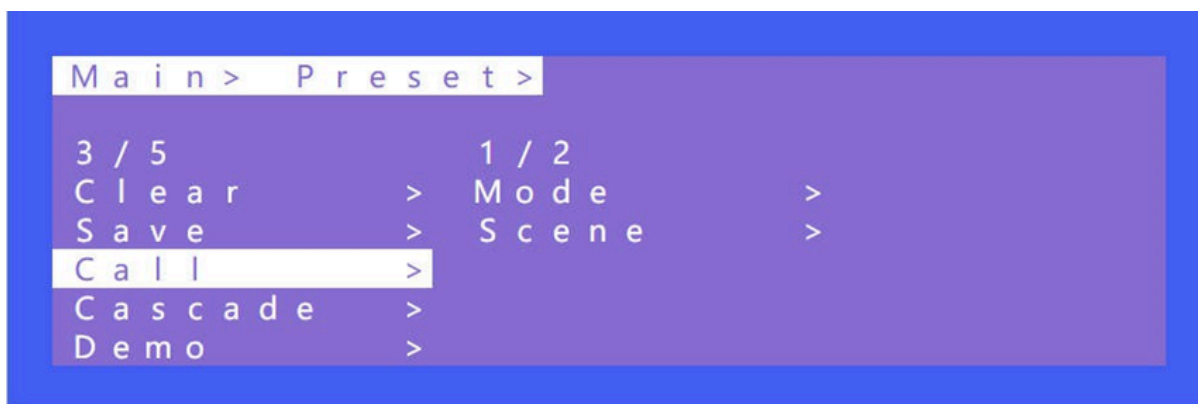 Main> Preset>
3/5 1/2
Clear > Mode >
Save > Scene >
Call >
Cascade >
Demo >